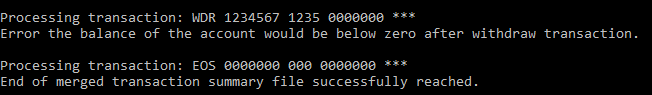 Processing transaction: WDR 1234567 1235 0000000 ***
Error the balance of the account would be below zero after withdraw transaction.
Processing transaction: EOS 0000000 000 0000000 ***
End of merged transaction summary file successfully reached.